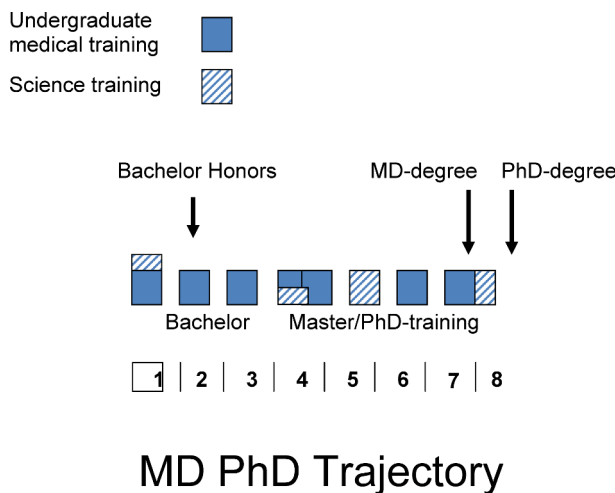 Undergraduate
medical training
Science training
Bachelor Honors
MD-degree
PhD-degree
Bachelor
Master/PhD-training
1 2 3 4 5 6 7 8
MD PhD Trajectory